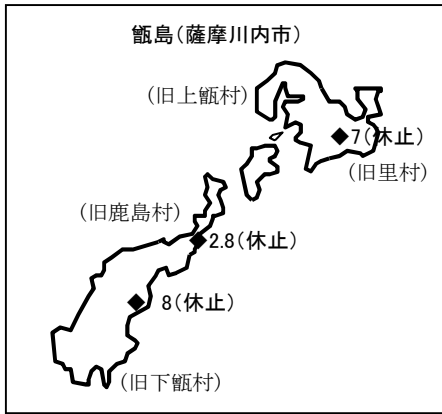 甑島(薩摩川内市)
(旧上甑村)
◆7(休止)
(旧里村)
(旧鹿島村)
◆2.8(休止)
◆ 8(休止)
(旧下甑村)